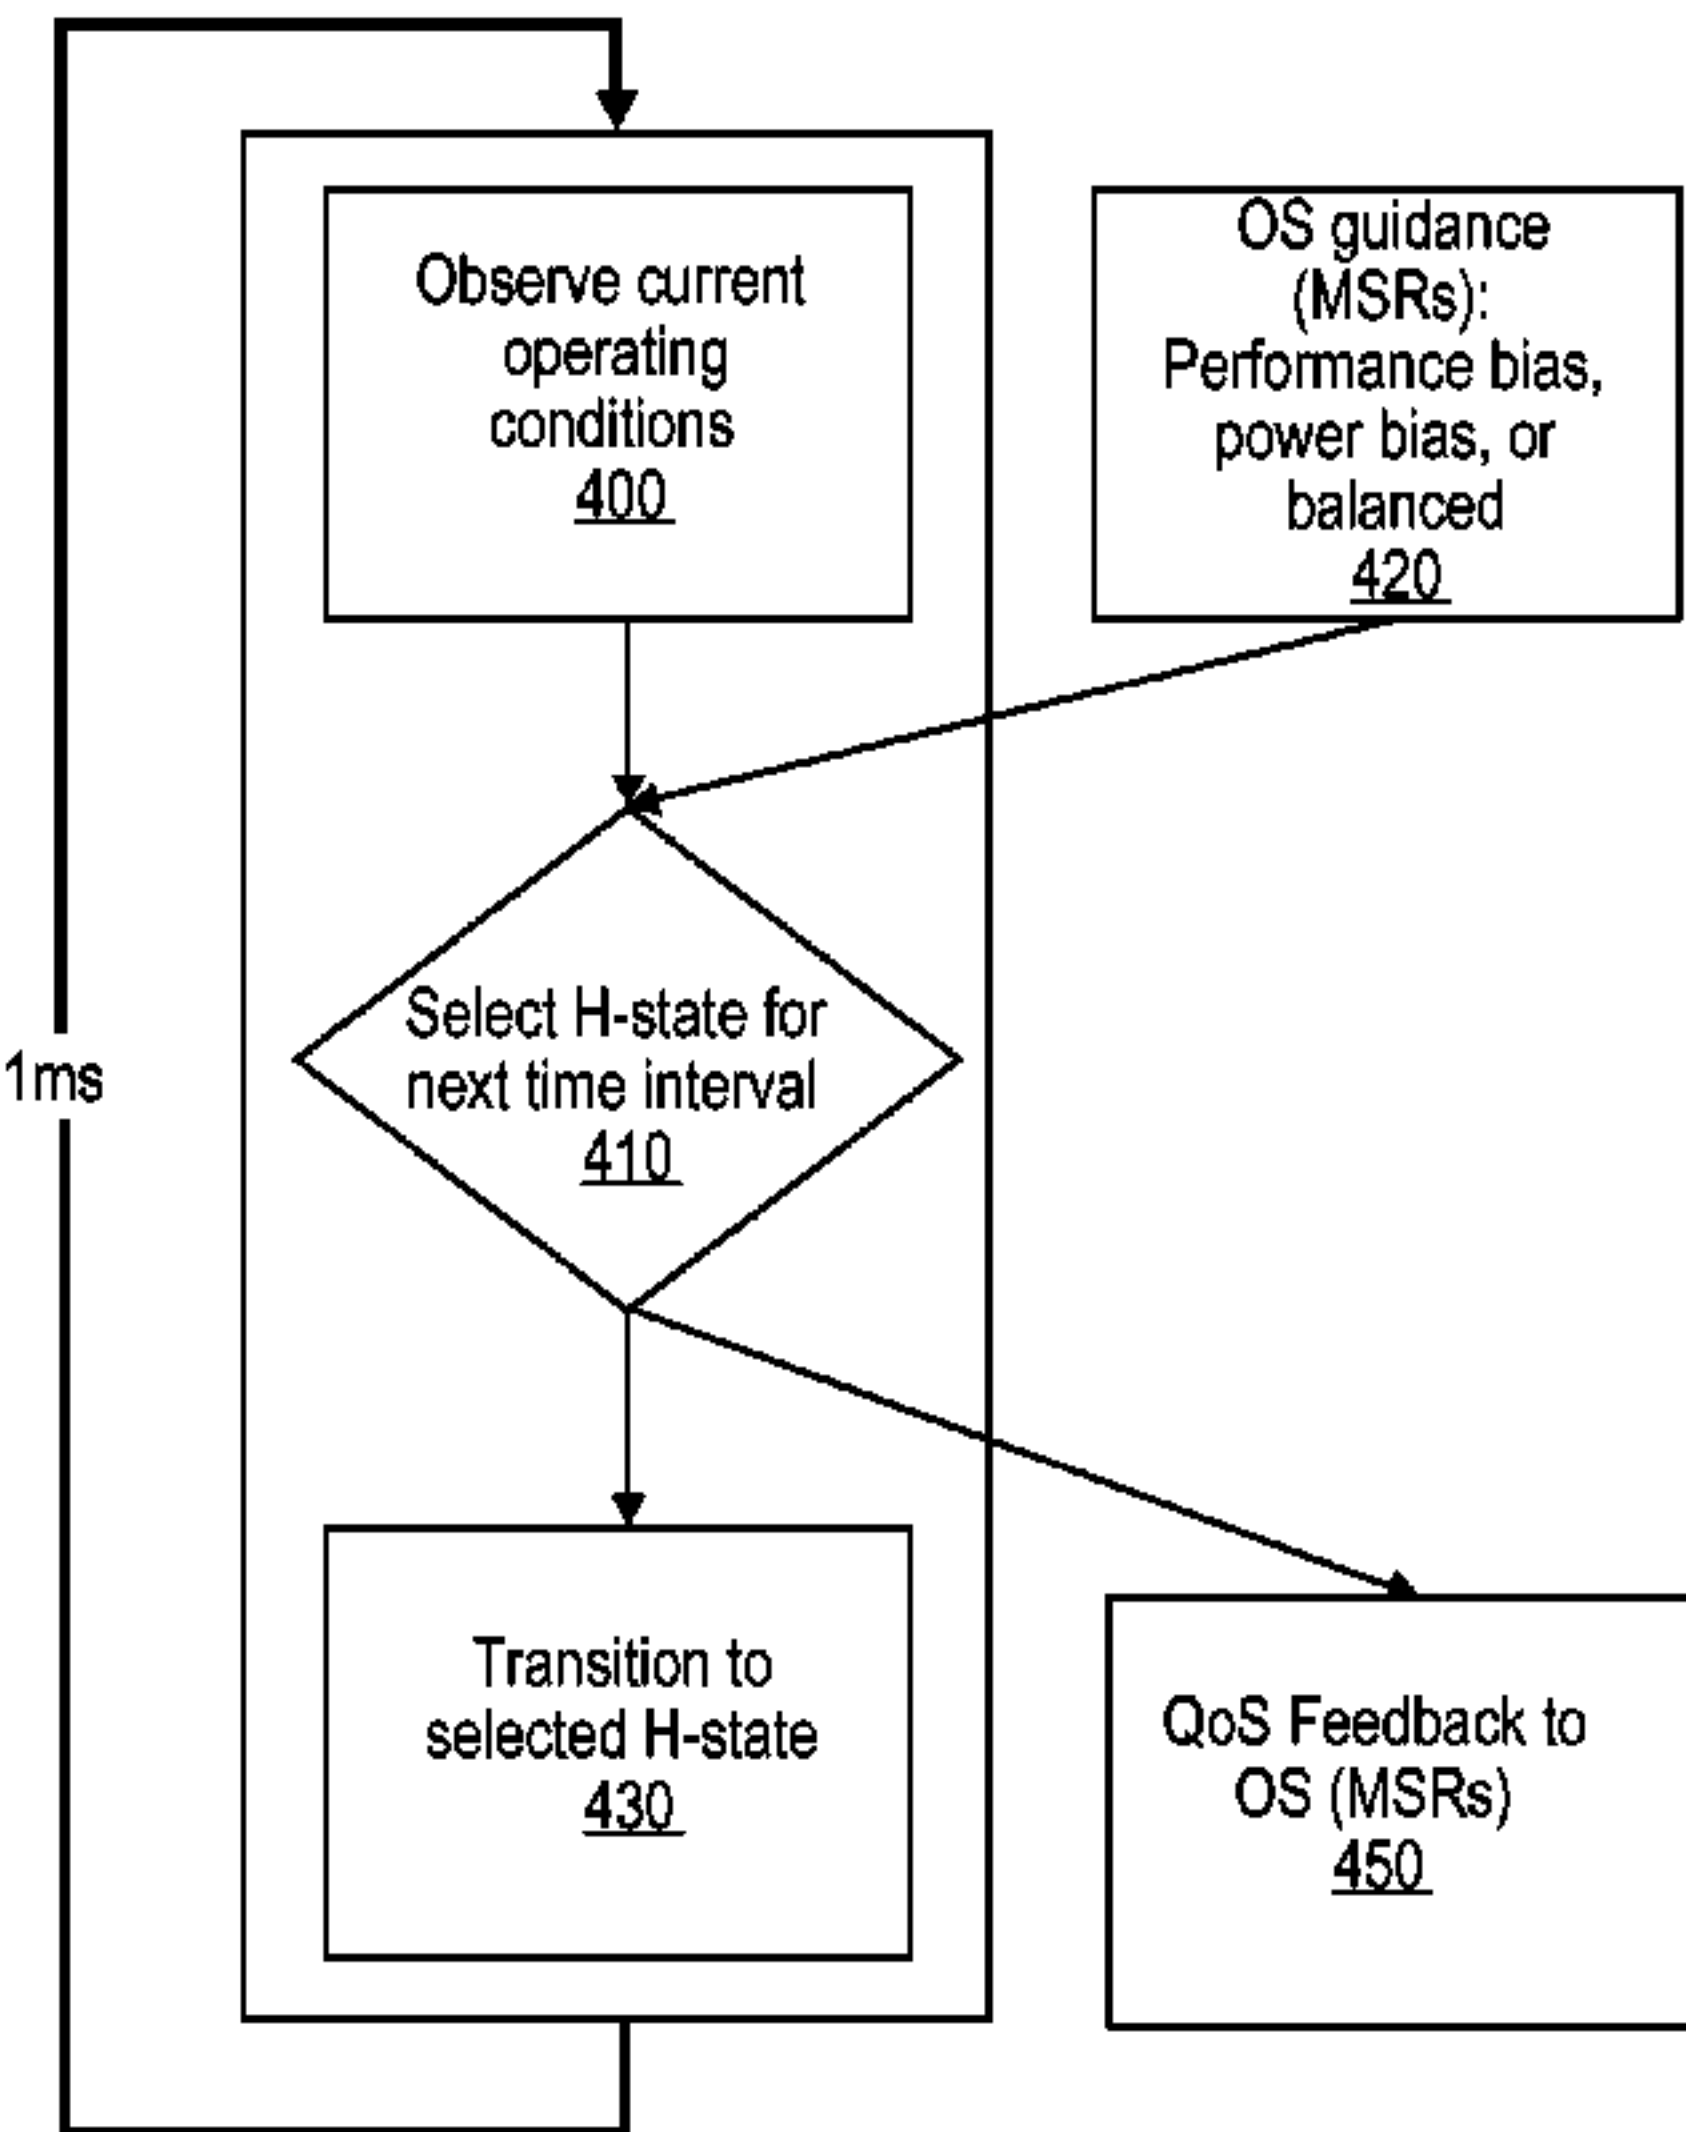 Observe current
operating
conditions
400
OS guidance
(MSRs):
Performance bias,
power bias, or
balanced
420
Select H-state for
next time interval
410
1ms
Transition to
selected H-state
430
QoS Feedback to
OS (MSRs)
450